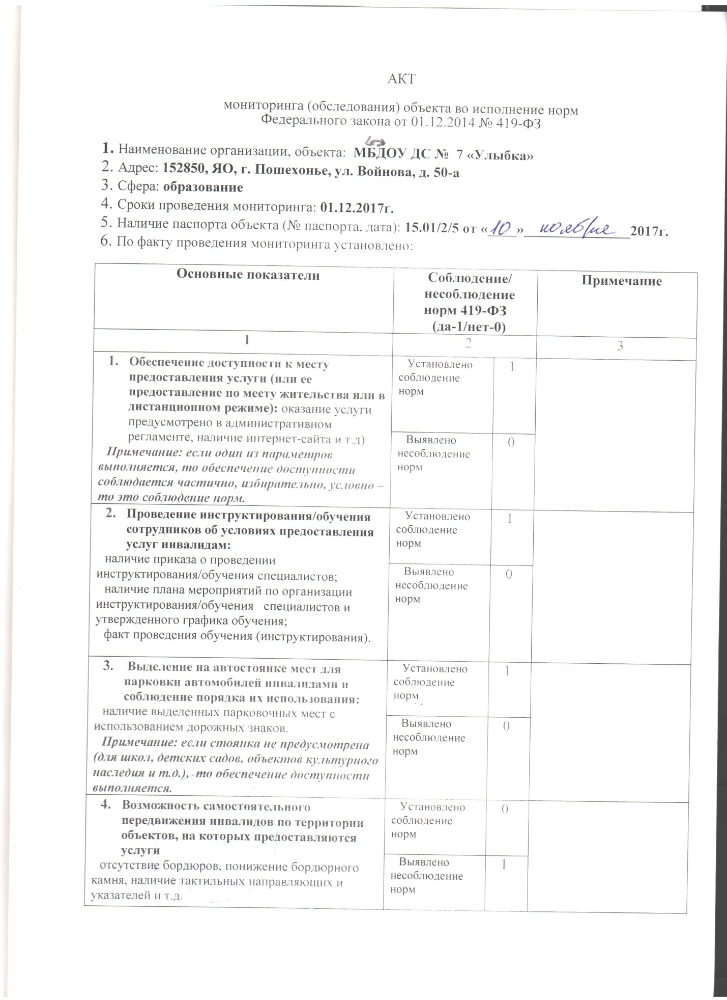 АКТ
мониторинга (обследования) объекта во исполнение норм
Федерального закона от 01.12.2014 № 419-ФЗ
1. Наименование организации, объекта: МБДОУ ДС № 7 «Улыбка»
2. Адрес: 152850, ЯО, г. Пошехонье, ул. Войнова, д. 50-а
3. Сфера: образование
4. Сроки проведения мониторинга: 01.12.2017г.
5. Наличие паспорта объекта (№ паспорта, дата): 15.01/2/5 от «10» ноября 2017г.
6. По факту проведения мониторинга установлено:
Основные показатели
Соблюдение/
несоблюдение
норм 419-ФЗ
(да-1/нет-0)
Примечание
1
2
3
1. Обеспечение доступности к месту
предоставления услуги (или ее
предоставление по месту жительства или в
дистанционном режиме): оказание услуги
предусмотрено в административном
регламенте, наличие интернет-сайта и т.д)
Примечание: если один из параметров
выполняется, то обеспечение доступности
соблюдается частично, избирательно, условно –
то это соблюдение норм.
Установлено
соблюдение
норм
1
Выявлено
несоблюдение
норм
0
2. Проведение инструктирования/обучения
сотрудников об условиях предоставления
услуг инвалидам:
наличие приказа о проведении
инструктирования/обучения специалистов;
наличие плана мероприятий по организации
инструктирования/обучения специалистов и
утвержденного графика обучения;
факт проведения обучения (инструктирования).
Установлено
соблюдение
норм
1
Выявлено
несоблюдение
норм
0
3. Выделение на автостоянке мест для
парковки автомобилей инвалидами и
соблюдение порядка их использования:
наличие выделенных парковочных мест с
использованием дорожных знаков.
Примечание: если стоянка не предусмотрена
(для школ, детских садов, объектов культурного
наследия и т.д.), то обеспечение доступности
выполняется.
Установлено
соблюдение
норм
1
Выявлено
несоблюдение
норм
0
4. Возможность самостоятельного
передвижения инвалидов по территории
объектов, на которых предоставляются
услуги
отсутствие бордюров, понижение бордюрного
камня, наличие тактильных направляющих и
указателей и т.д.
Установлено
соблюдение
норм
0
Выявлено
несоблюдение
норм
1